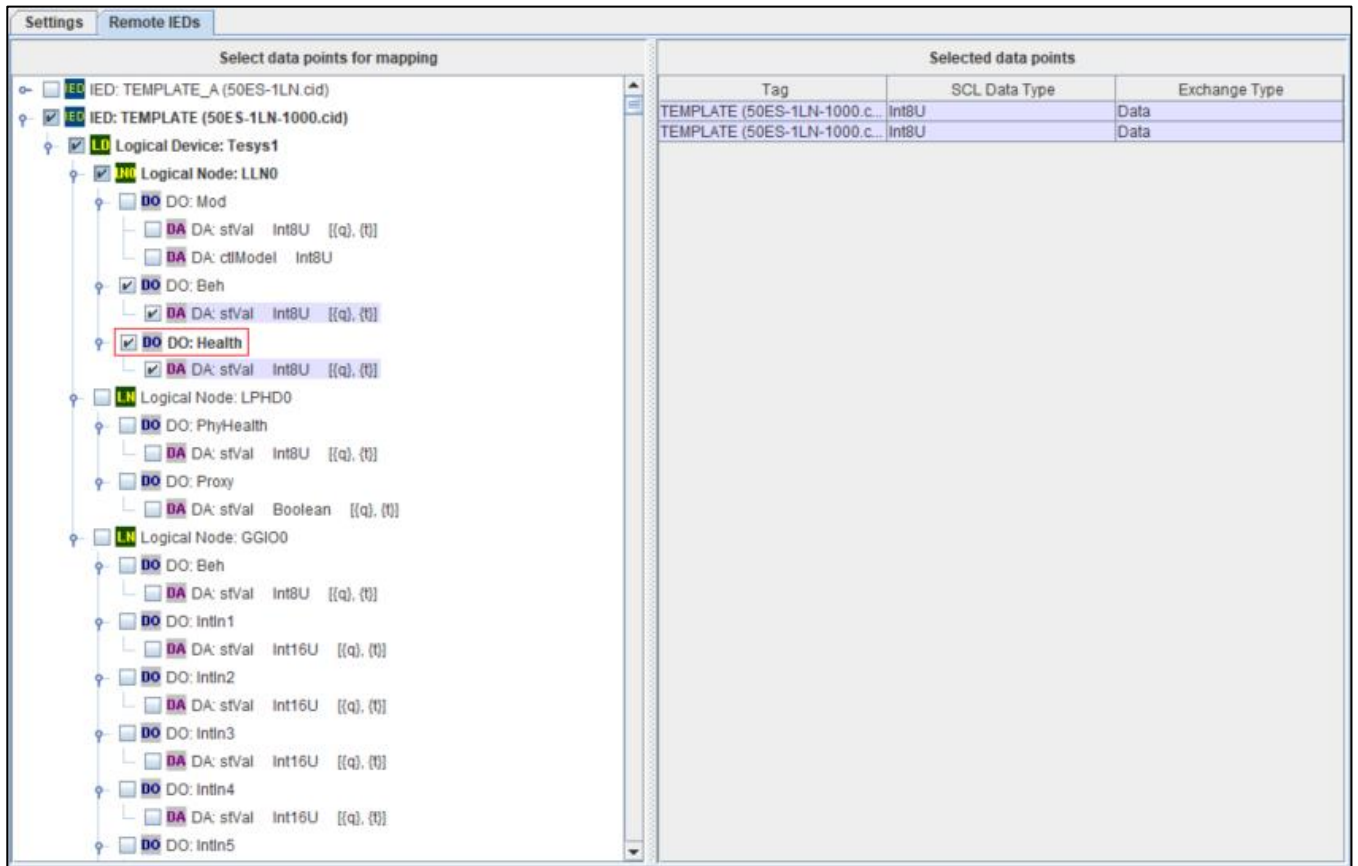 Settings Remote IEDs
Select data points for mapping
IED IED: TEMPLATE_A (50ES-1LN.cid)
IED IED: TEMPLATE (50ES-1LN-1000.cid)
LD Logical Device: Tesys1
LN0 Logical Node: LLN0
DO DO: Mod
DA DA: stVal Int8U [{q}, {t}]
DA DA: ctlModel Int8U
DO DO: Beh
DA DA: stVal Int8U [{q}, {t}]
DO DO: Health
DA DA: stVal Int8U [{q}, {t}]
LN Logical Node: LPHD0
DO DO: PhyHealth
DA DA: stVal Int8U [{q}, {t}]
DO DO: Proxy
DA DA: stVal Boolean [{q}, {t}]
LN Logical Node: GGIO0
DO DO: Beh
DA DA: stVal Int8U [{q}, {t}]
DO DO: IntIn1
DA DA: stVal Int16U [{q}, {t}]
DO DO: IntIn2
DA DA: stVal Int16U [{q}, {t}]
DO DO: IntIn3
DA DA: stVal Int16U [{q}, {t}]
DO DO: IntIn4
DA DA: stVal Int16U [{q}, {t}]
DO DO: IntIn5
Selected data points
Tag SCL Data Type Exchange Type
TEMPLATE (50ES-1LN-1000.c... Int8U Data
TEMPLATE (50ES-1LN-1000.c... Int8U Data